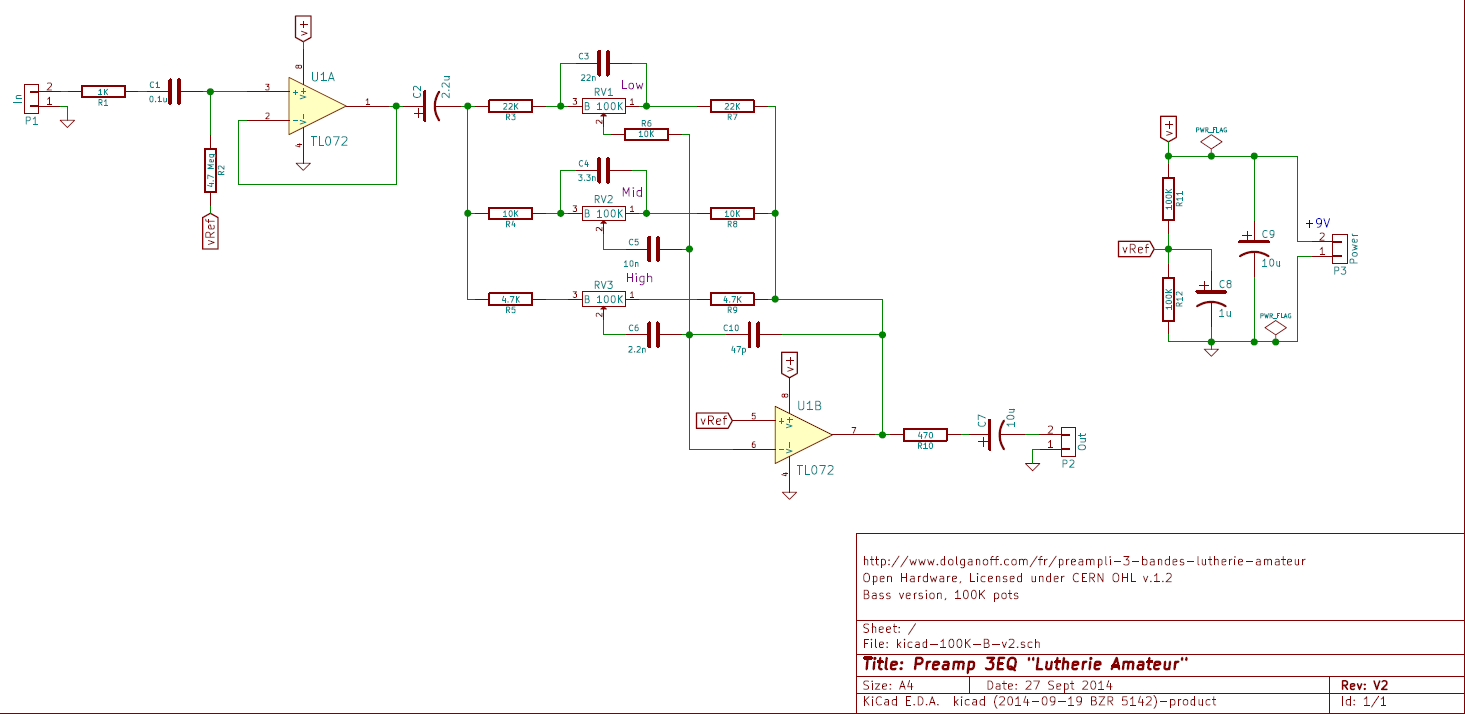 v+
8
U1A
3
+ v+
- v-
1
2
TL072
4
In
2
1
P1
1K
R1
C1
0.1u
4.7 Meg
R2
vRef
C2
2.2u
+
C3
22n
Low
RV1
3 B 100K 1
2
22K
R3
22K
R7
R6
10K
C4
3.3n
Mid
RV2
3 B 100K 1
2
10K
R4
10K
R8
C5
10n
High
RV3
3 B 100K 1
2
4.7K
R5
4.7K
R9
C6
2.2n
C10
47p
v+
8
U1B
vRef
5
+ v+
- v-
7
6
TL072
4
470
R10
C7
10u
+
2
1
P2
Out
v+
PWR_FLAG
100K
R11
vRef
100K
R12
+
C8
1u
+
C9
10u
PWR_FLAG
+9V
2
1
P3
Power
http://www.dolganoff.com/fr/preampli-3-bandes-lutherie-amateur
Open Hardware, Licensed under CERN OHL v.1.2
Bass version, 100K pots
Sheet: /
File: kicad-100K-B-v2.sch
Title: Preamp 3EQ "Lutherie Amateur"
Size: A4
Date: 27 Sept 2014
Rev: V2
KiCad E.D.A. kicad (2014-09-19 BZR 5142)-product
Id: 1/1